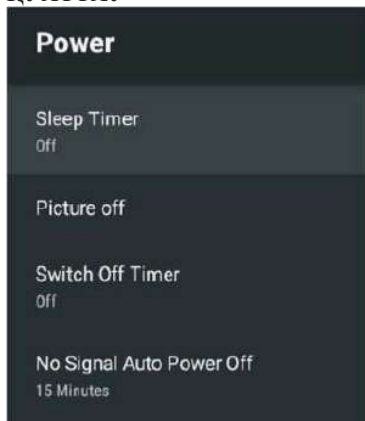 Power
Sleep Timer
Off
Picture off
Switch Off Timer
Off
No Signal Auto Power Off
15 Minutes